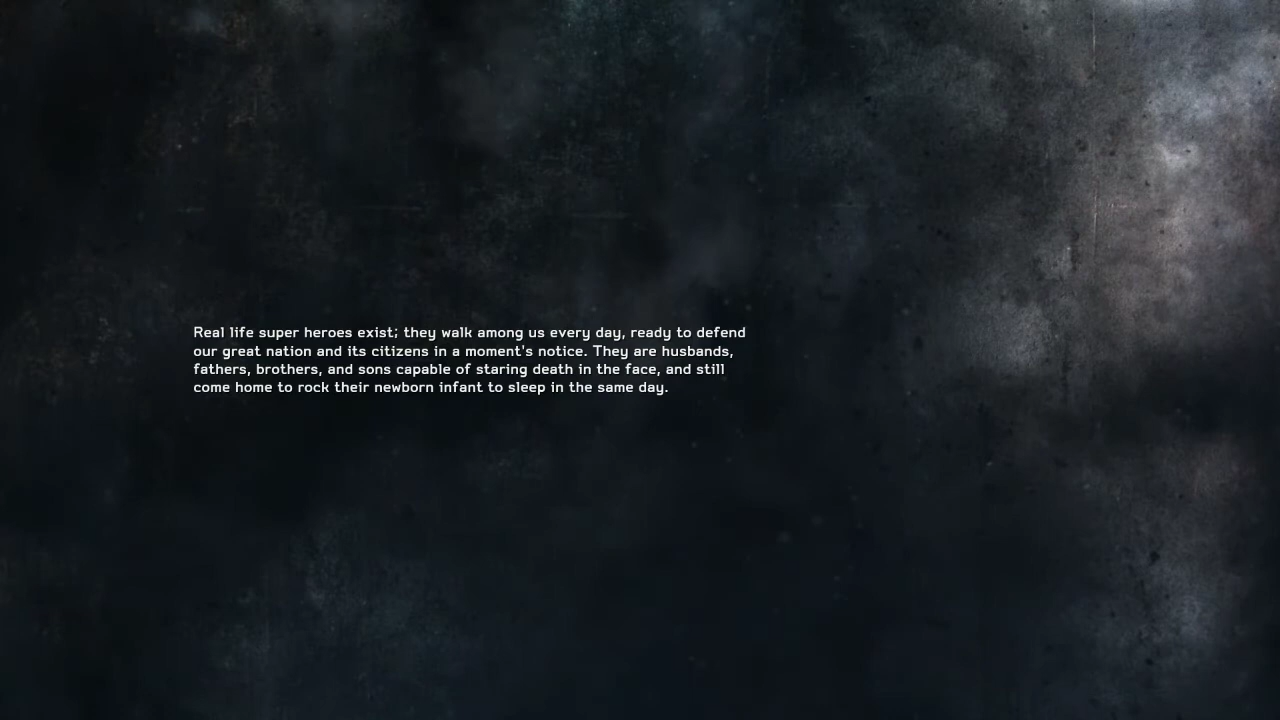 Real life super heroes exist; they walk among us every day, ready to defend
our great nation and its citizens in a moment's notice. They are husbands,
fathers, brothers, and sons capable of staring death in the face, and still
come home to rock their newborn infant to sleep in the same day.